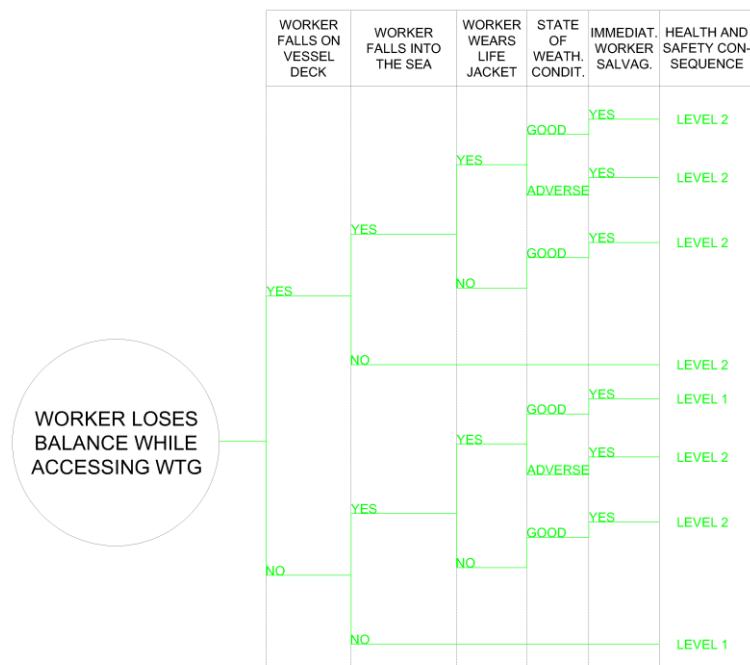 WORKER
FALLS ON
VESSEL
DECK
WORKER
FALLS INTO
THE SEA
WORKER
WEARS
LIFE
JACKET
STATE
OF
WEATH.
CONDIT.
IMMEDIAT.
WORKER
SALVAG.
HEALTH AND
SAFETY CON-
SEQUENCE
YES
LEVEL 2
GOOD
YES
YES
LEVEL 2
ADVERSE
YES
YES
LEVEL 2
GOOD
NO
YES
NO
LEVEL 2
YES
LEVEL 1
GOOD
WORKER LOSES
BALANCE WHILE
ACCESSING WTG
YES
YES
LEVEL 2
ADVERSE
YES
YES
LEVEL 2
GOOD
NO
NO
NO
LEVEL 1